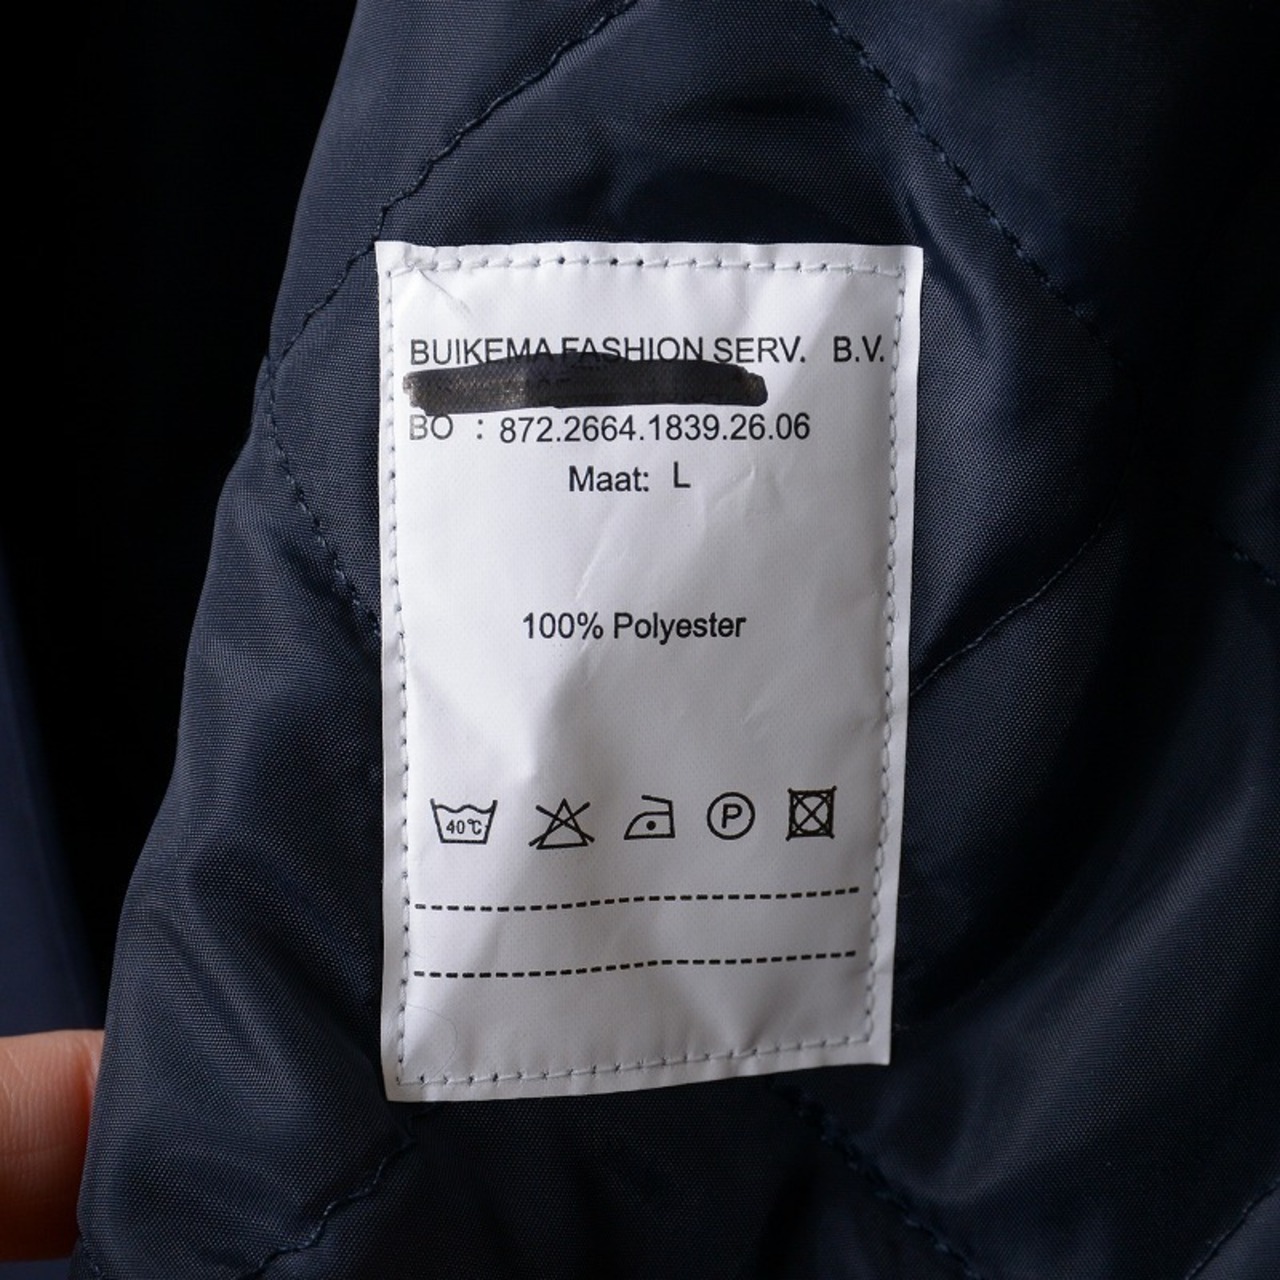 BUIKEMA FASHION SERV. B.V.
BO : 872.2664.1839.26.06
Maat: L
100% Polyester
40°C
P